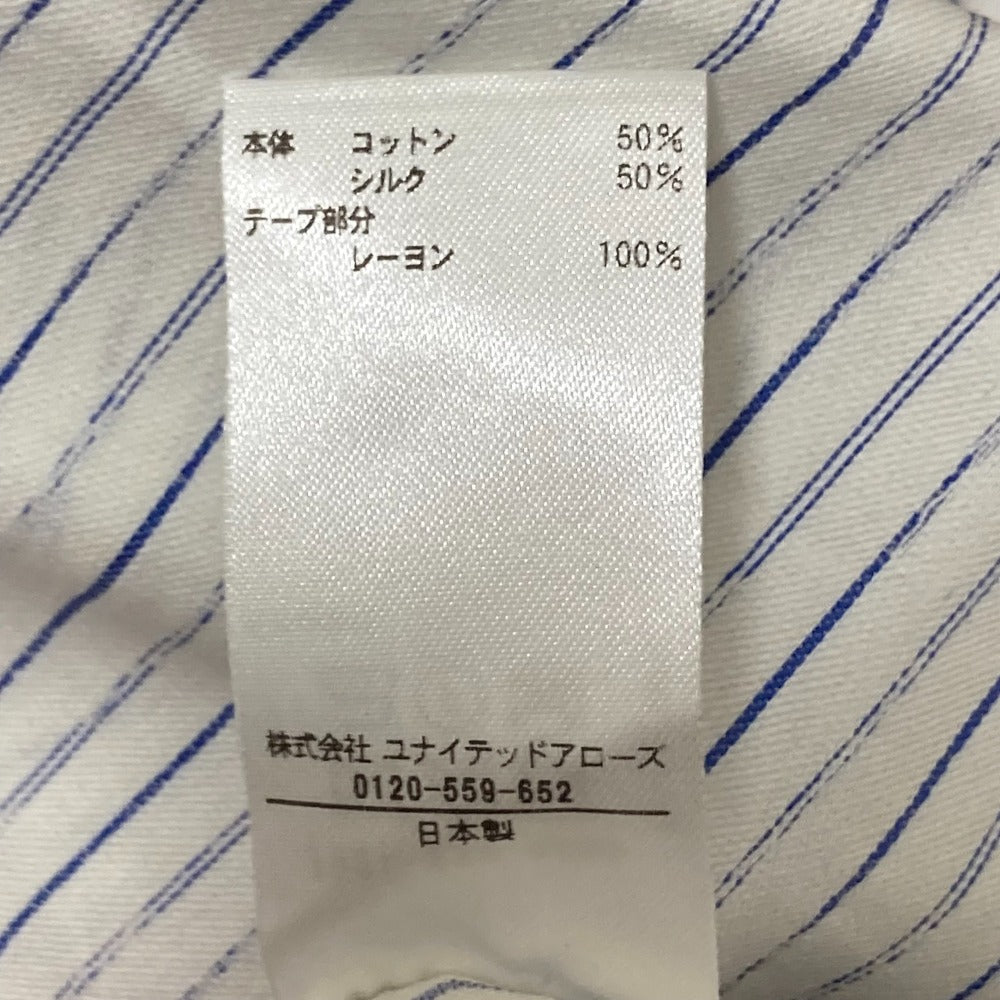 本体 コットン 50%
シルク 50%
テープ部分
レーヨン 100%
株式会社 ユナイテッドアローズ
0120-559-652
日本製